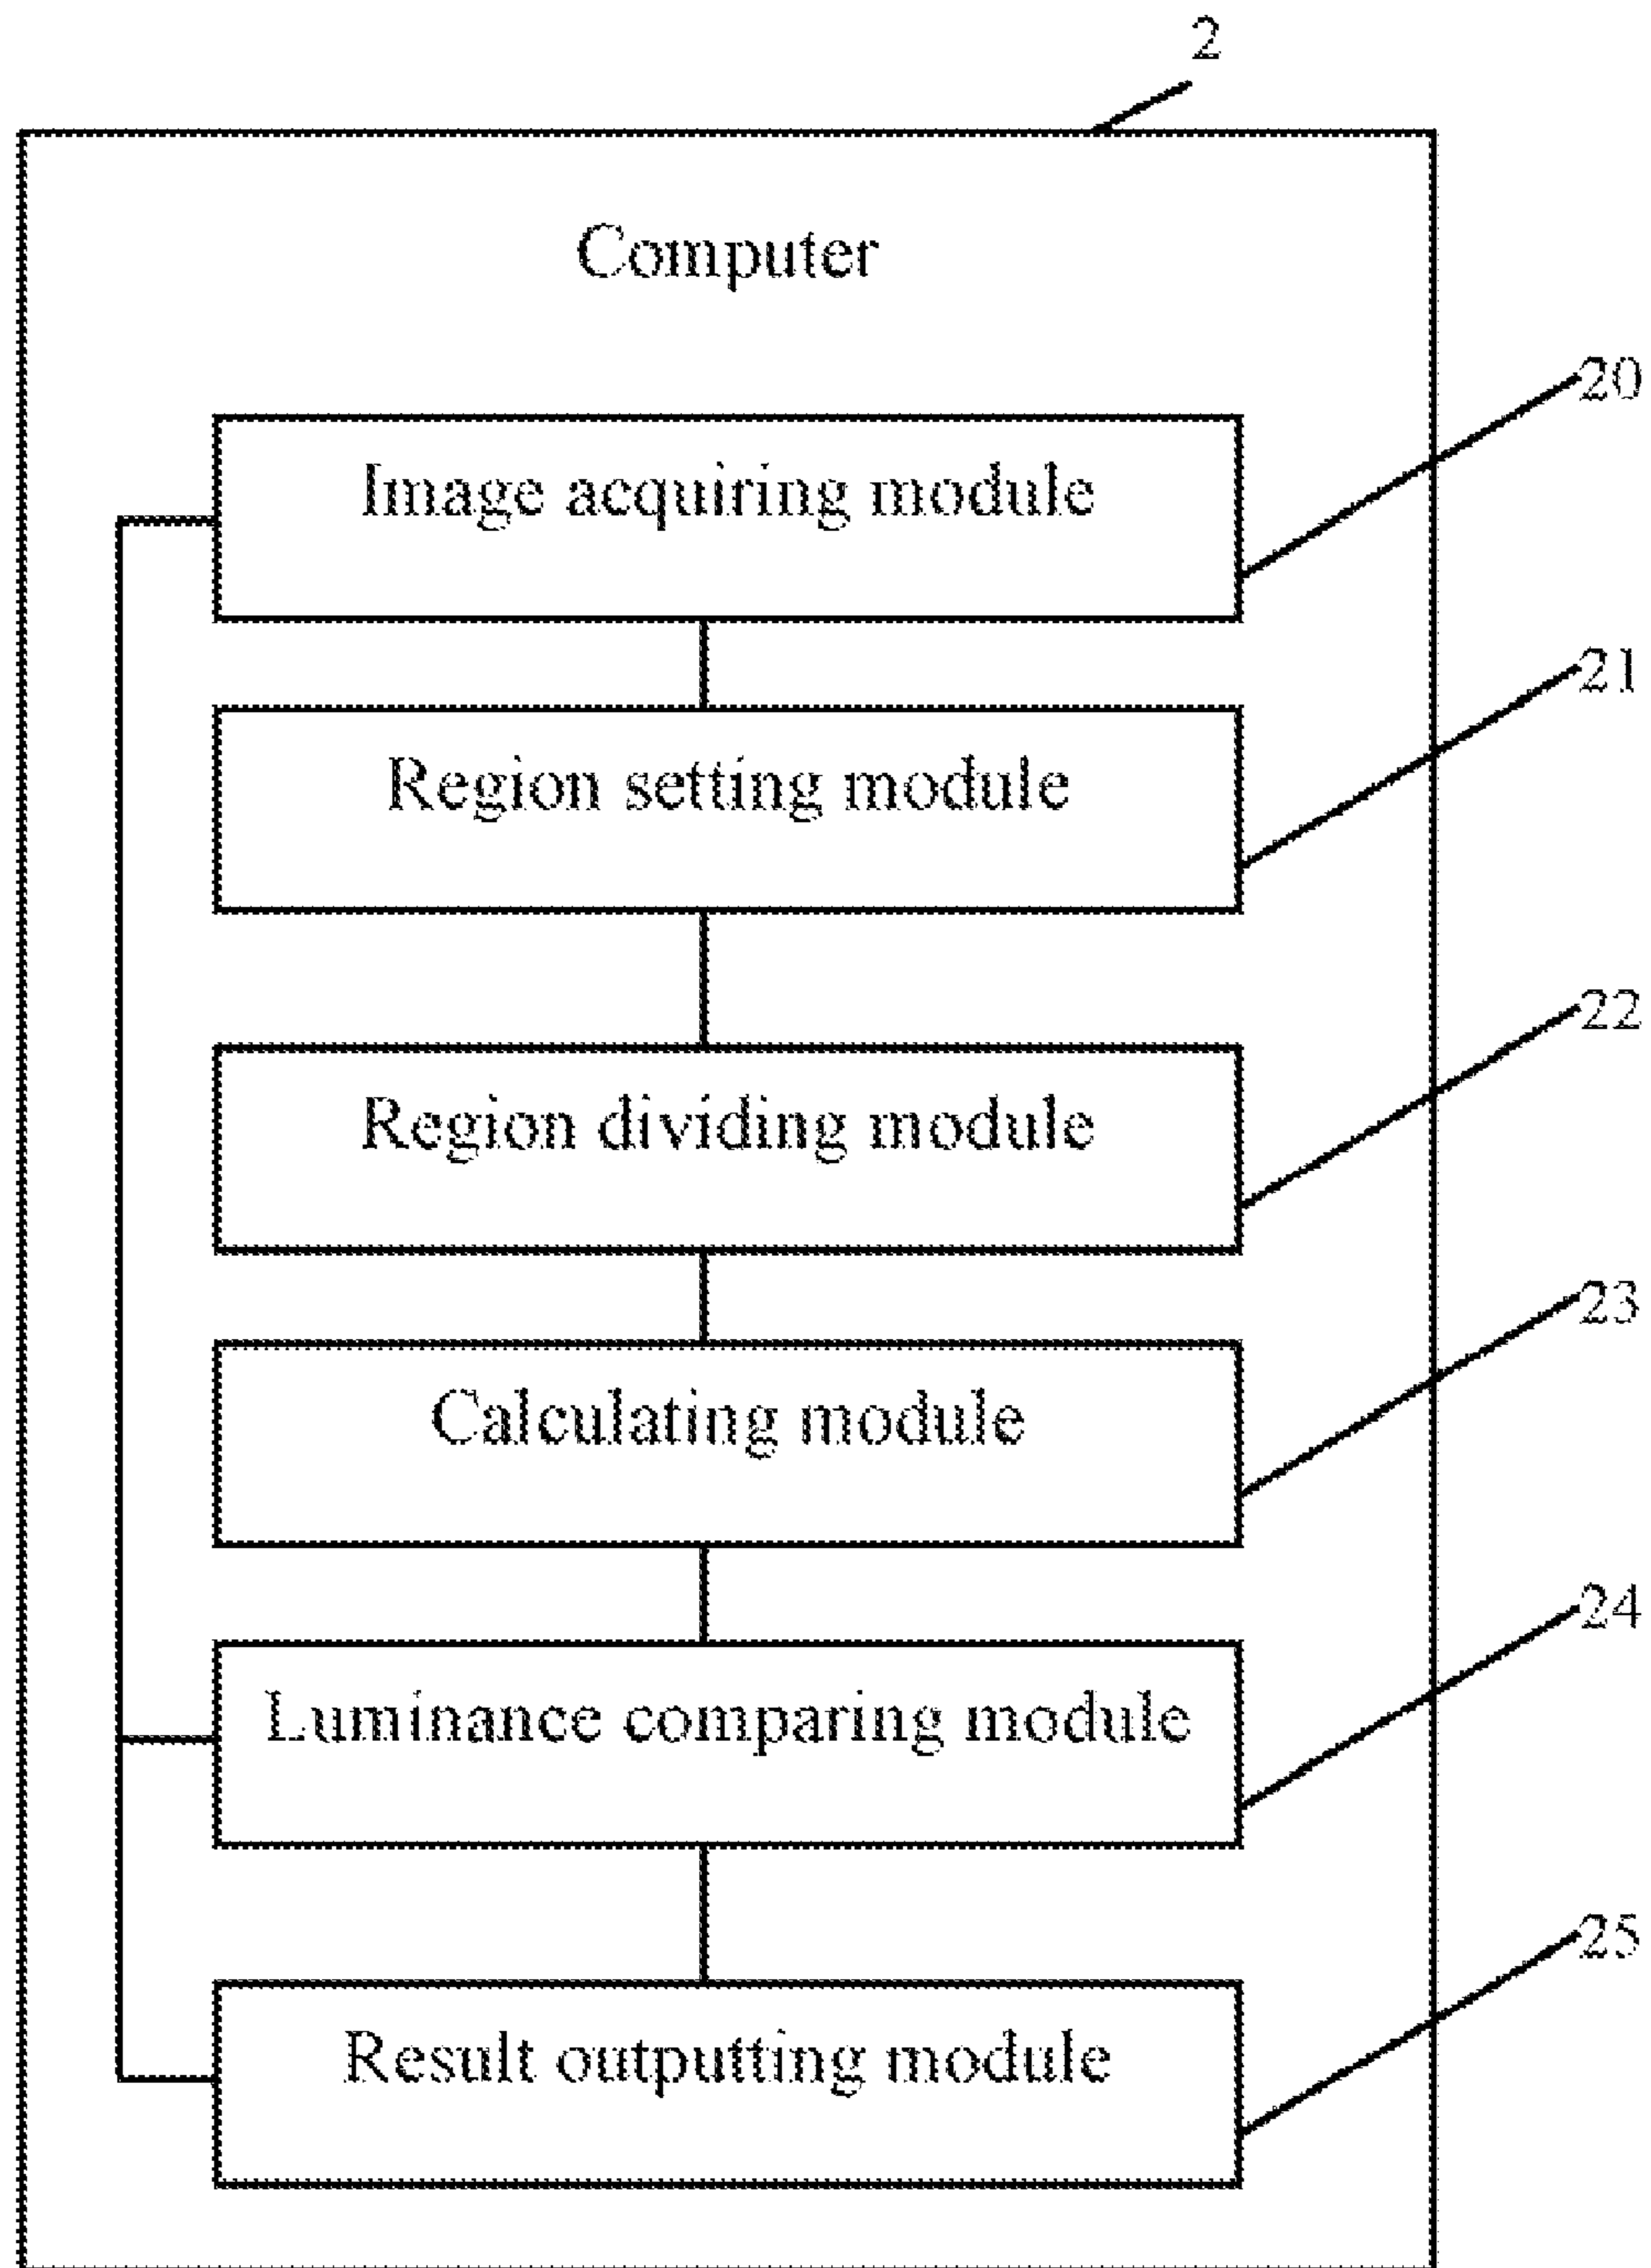 2
Computer
20
Image acquiring module
21
Region setting module
22
Region dividing module
23
Calculating module
24
Luminance comparing module
25
Result outputting module